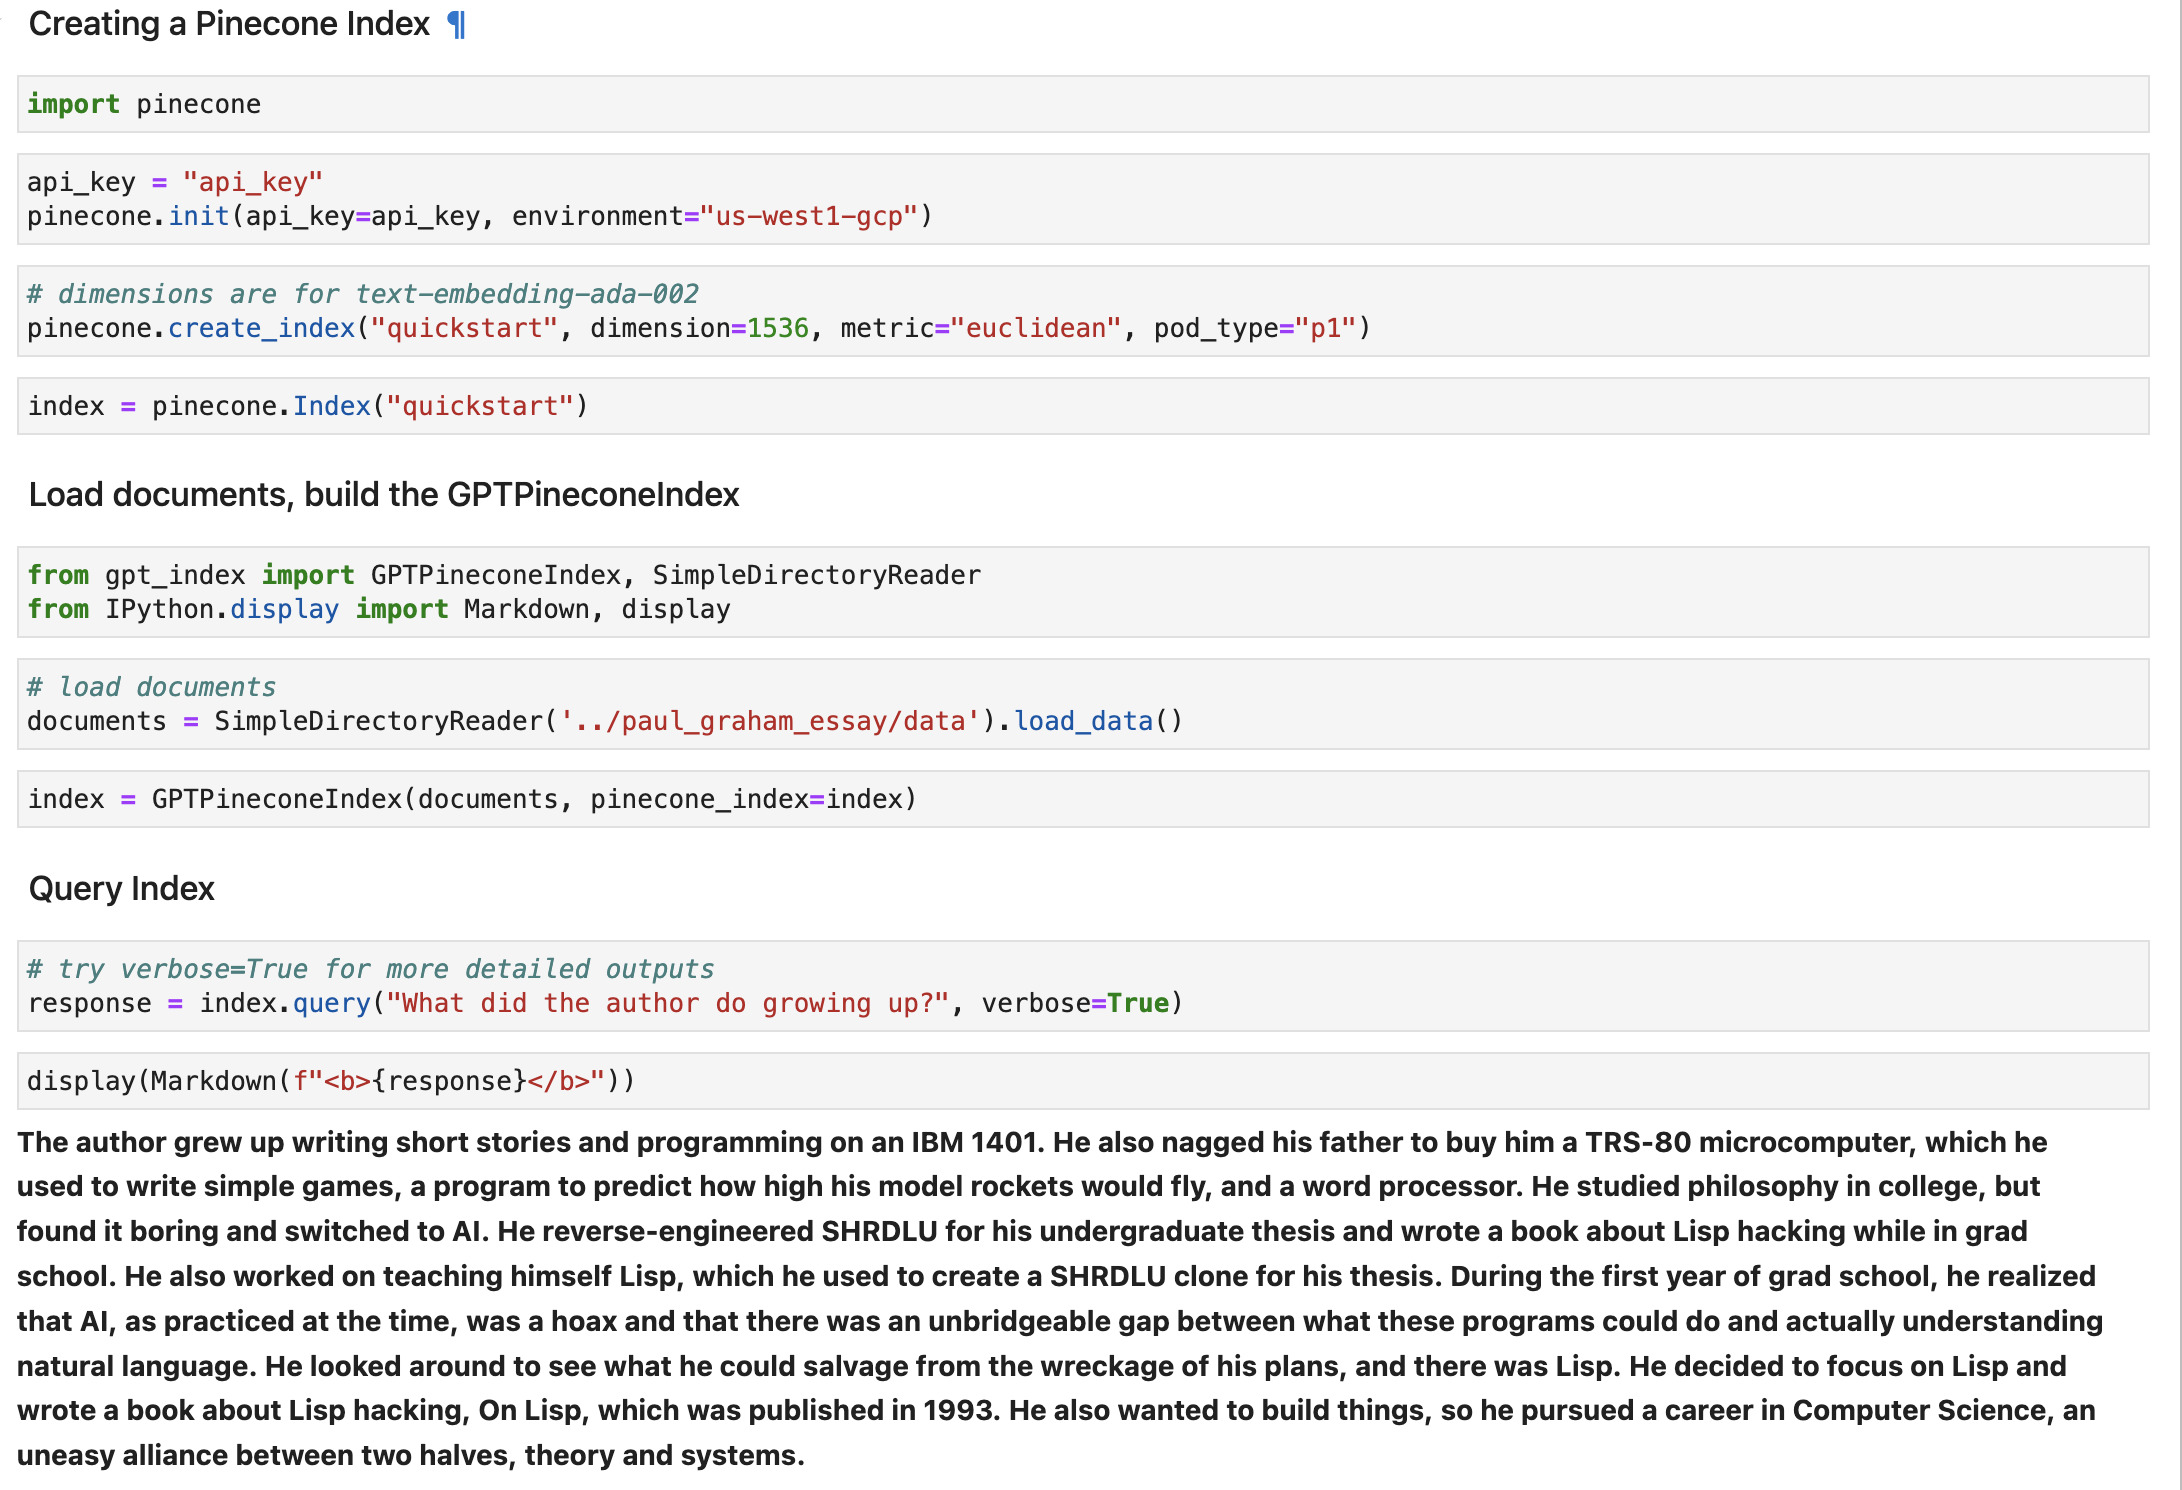 Creating a Pinecone Index ¶
import pinecone
api_key = "api_key"
pinecone.init(api_key=api_key, environment="us-west1-gcp")
# dimensions are for text-embedding-ada-002
pinecone.create_index("quickstart", dimension=1536, metric="euclidean", pod_type="p1")
index = pinecone.Index("quickstart")
Load documents, build the GPTPineconeIndex
from gpt_index import GPTPineconeIndex, SimpleDirectoryReader
from IPython.display import Markdown, display
# load documents
documents = SimpleDirectoryReader('../paul_graham_essay/data').load_data()
index = GPTPineconeIndex(documents, pinecone_index=index)
Query Index
# try verbose=True for more detailed outputs
response = index.query("What did the author do growing up?", verbose=True)
display(Markdown(f"<b>{response}</b>"))
The author grew up writing short stories and programming on an IBM 1401. He also nagged his father to buy him a TRS-80 microcomputer, which he
used to write simple games, a program to predict how high his model rockets would fly, and a word processor. He studied philosophy in college, but
found it boring and switched to AI. He reverse-engineered SHRDLU for his undergraduate thesis and wrote a book about Lisp hacking while in grad
school. He also worked on teaching himself Lisp, which he used to create a SHRDLU clone for his thesis. During the first year of grad school, he realized
that AI, as practiced at the time, was a hoax and that there was an unbridgeable gap between what these programs could do and actually understanding
natural language. He looked around to see what he could salvage from the wreckage of his plans, and there was Lisp. He decided to focus on Lisp and
wrote a book about Lisp hacking, On Lisp, which was published in 1993. He also wanted to build things, so he pursued a career in Computer Science, an
uneasy alliance between two halves, theory and systems.